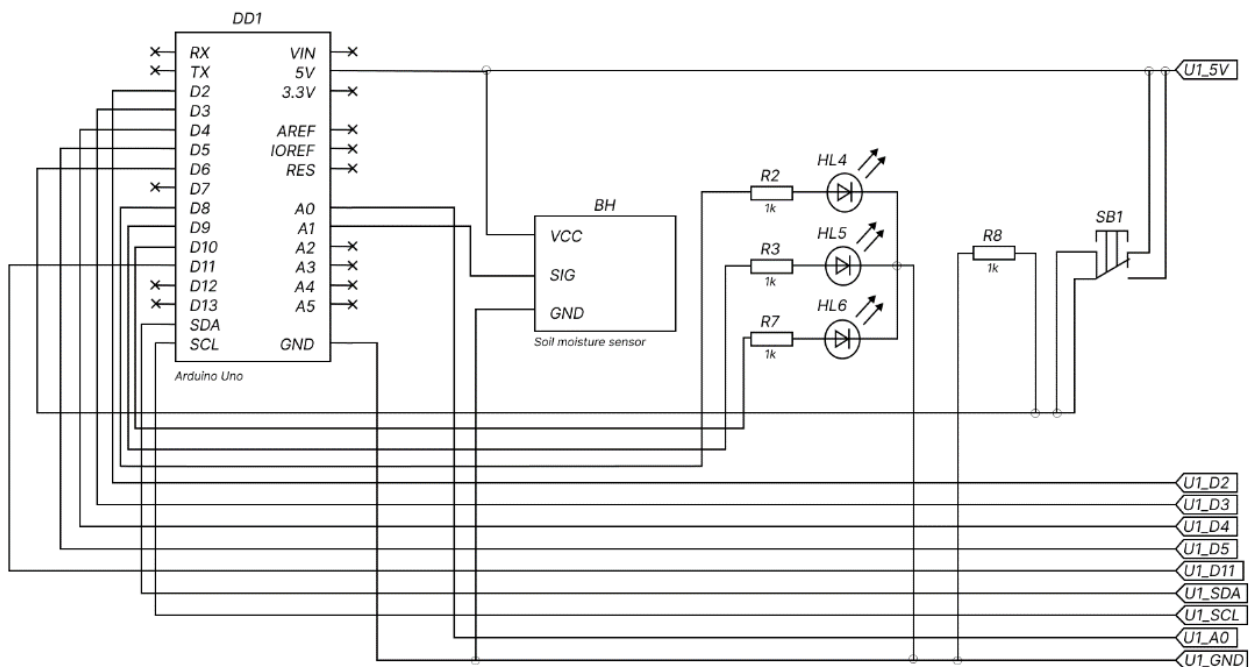 DD1
RX VIN
TX 5V
D2 3.3V
D3
D4 AREF
D5 IOREF
D6 RES
D7
D8 A0
D9 A1
D10 A2
D11 A3
D12 A4
D13 A5
SDA
SCL GND
Arduino Uno
BH
VCC
SIG
GND
Soil moisture sensor
R2
1k
HL4
R3
1k
HL5
R7
1k
HL6
R8
1k
SB1
U1_5V
U1_D2
U1_D3
U1_D4
U1_D5
U1_D11
U1_SDA
U1_SCL
U1_A0
U1_GND